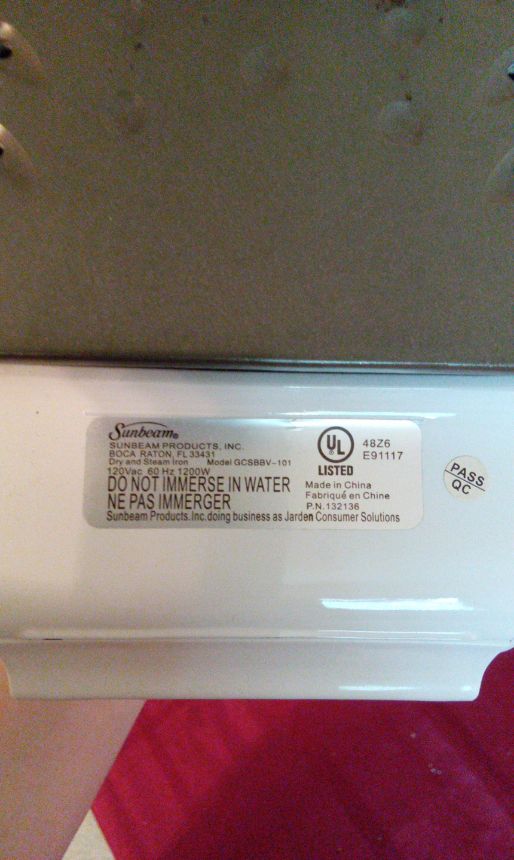 Sunbeam®
SUNBEAM PRODUCTS, INC.
BOCA RATON, FL 33431
Dry and Steam Iron Model GCSBBV-101
120Vac 60 Hz 1200W
DO NOT IMMERSE IN WATER
NE PAS IMMERGER
Sunbeam Products.Inc.doing business as Jarden Consumer Solutions
UL
LISTED
48Z6
E91117
Made in China
Fabriqué en Chine
P.N.132136
PASS
QC